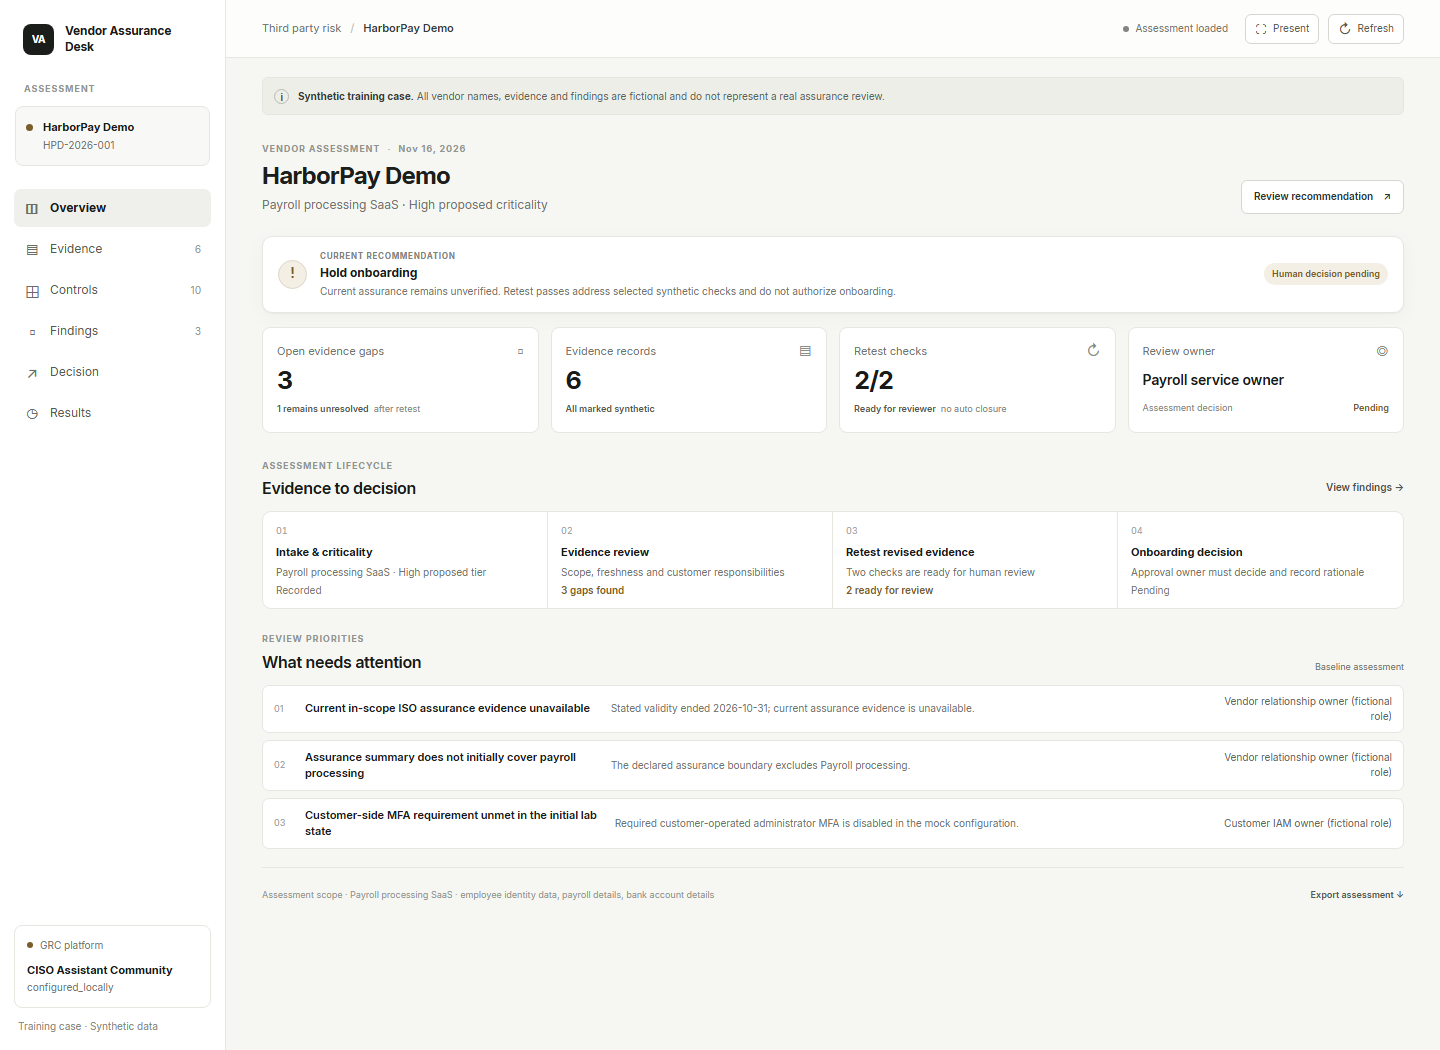 VA
Vendor Assurance
Desk
ASSESSMENT
HarborPay Demo
HPD-2026-001
Overview
Evidence 6
Controls 10
Findings 3
Decision
Results
GRC platform
CISO Assistant Community
configured_locally
Training case · Synthetic data
Third party risk / HarborPay Demo
Assessment loaded
Present
Refresh
Synthetic training case. All vendor names, evidence and findings are fictional and do not represent a real assurance review.
VENDOR ASSESSMENT · Nov 16, 2026
HarborPay Demo
Payroll processing SaaS · High proposed criticality
Review recommendation ↗
!
CURRENT RECOMMENDATION
Hold onboarding
Current assurance remains unverified. Retest passes address selected synthetic checks and do not authorize onboarding.
Human decision pending
Open evidence gaps
3
1 remains unresolved after retest
Evidence records
6
All marked synthetic
Retest checks
2/2
Ready for reviewer no auto closure
Review owner
Payroll service owner
Assessment decision Pending
ASSESSMENT LIFECYCLE
Evidence to decision
View findings →
01
Intake & criticality
Payroll processing SaaS · High proposed tier
Recorded
02
Evidence review
Scope, freshness and customer responsibilities
3 gaps found
03
Retest revised evidence
Two checks are ready for human review
2 ready for review
04
Onboarding decision
Approval owner must decide and record rationale
Pending
REVIEW PRIORITIES
What needs attention
Baseline assessment
01
Current in-scope ISO assurance evidence unavailable
Stated validity ended 2026-10-31; current assurance evidence is unavailable.
Vendor relationship owner (fictional
role)
02
Assurance summary does not initially cover payroll
processing
The declared assurance boundary excludes Payroll processing.
Vendor relationship owner (fictional
role)
03
Customer-side MFA requirement unmet in the initial lab
state
Required customer-operated administrator MFA is disabled in the mock configuration.
Customer IAM owner (fictional role)
Assessment scope · Payroll processing SaaS · employee identity data, payroll details, bank account details
Export assessment ↓